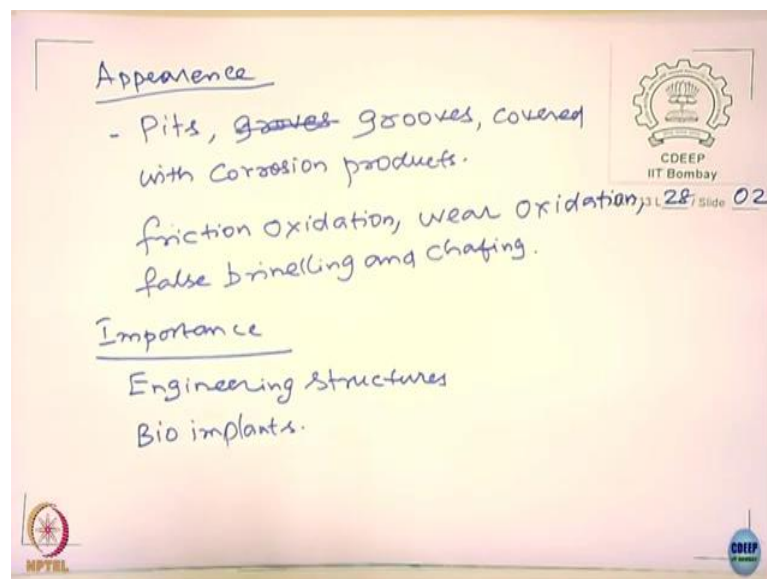 Appearence
- Pits, groves grooves, covered
with corrosion products.
CDEEP
IIT Bombay
friction oxidation, wear oxidation, L 28 / Slide 02
false brinelling and chafing.
Importance
Engineering structures
Bio implants.
NPTEL
CDEEP